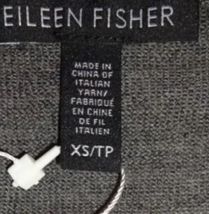 EILEEN FISHER
MADE IN
CHINA OF
ITALIAN
YARN/
FABRIQUÉ
EN CHINE
DE FIL
ITALIEN
XS/TP